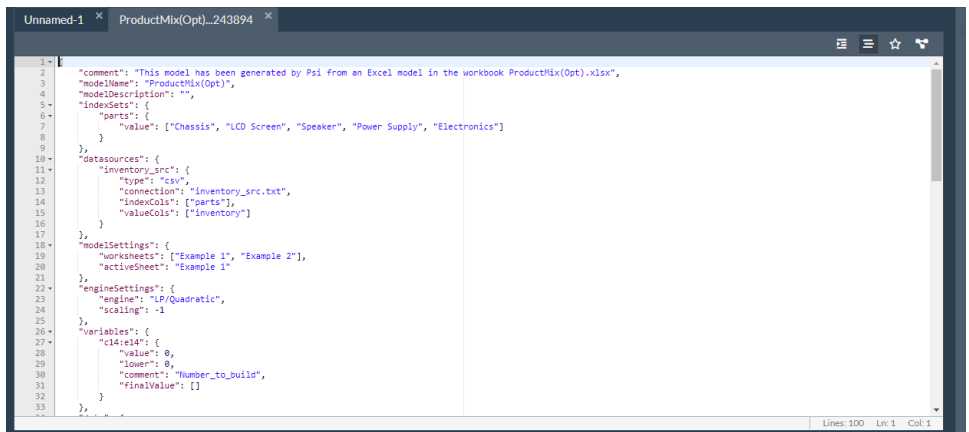 Unnamed-1 × ProductMix(Opt)...243894 ×
1 {
2 "comment": "This model has been generated by Psi from an Excel model in the workbook ProductMix(Opt).xlsx",
3 "modelName": "ProductMix(Opt)",
4 "modelDescription": "",
5 "indexSets": {
6 "parts": {
7 "value": ["Chassis", "LCD Screen", "Speaker", "Power Supply", "Electronics"]
8 }
9 },
10 "datasources": {
11 "inventory_src": {
12 "type": "csv",
13 "connection": "inventory_src.txt",
14 "indexCols": ["parts"],
15 "valueCols": ["inventory"]
16 }
17 },
18 "modelSettings": {
19 "worksheets": ["Example 1", "Example 2"],
20 "activeSheet": "Example 1"
21 },
22 "engineSettings": {
23 "engine": "LP/Quadratic",
24 "scaling": -1
25 },
26 "variables": {
27 "c14:e14": {
28 "value": 0,
29 "lower": 0,
30 "comment": "Number_to_build",
31 "finalValue": []
32 }
33 },
Lines: 100 Ln: 1 Col: 1